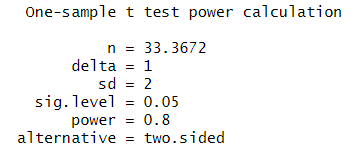 One-sample t test power calculation
n = 33.3672
delta = 1
sd = 2
sig.level = 0.05
power = 0.8
alternative = two.sided